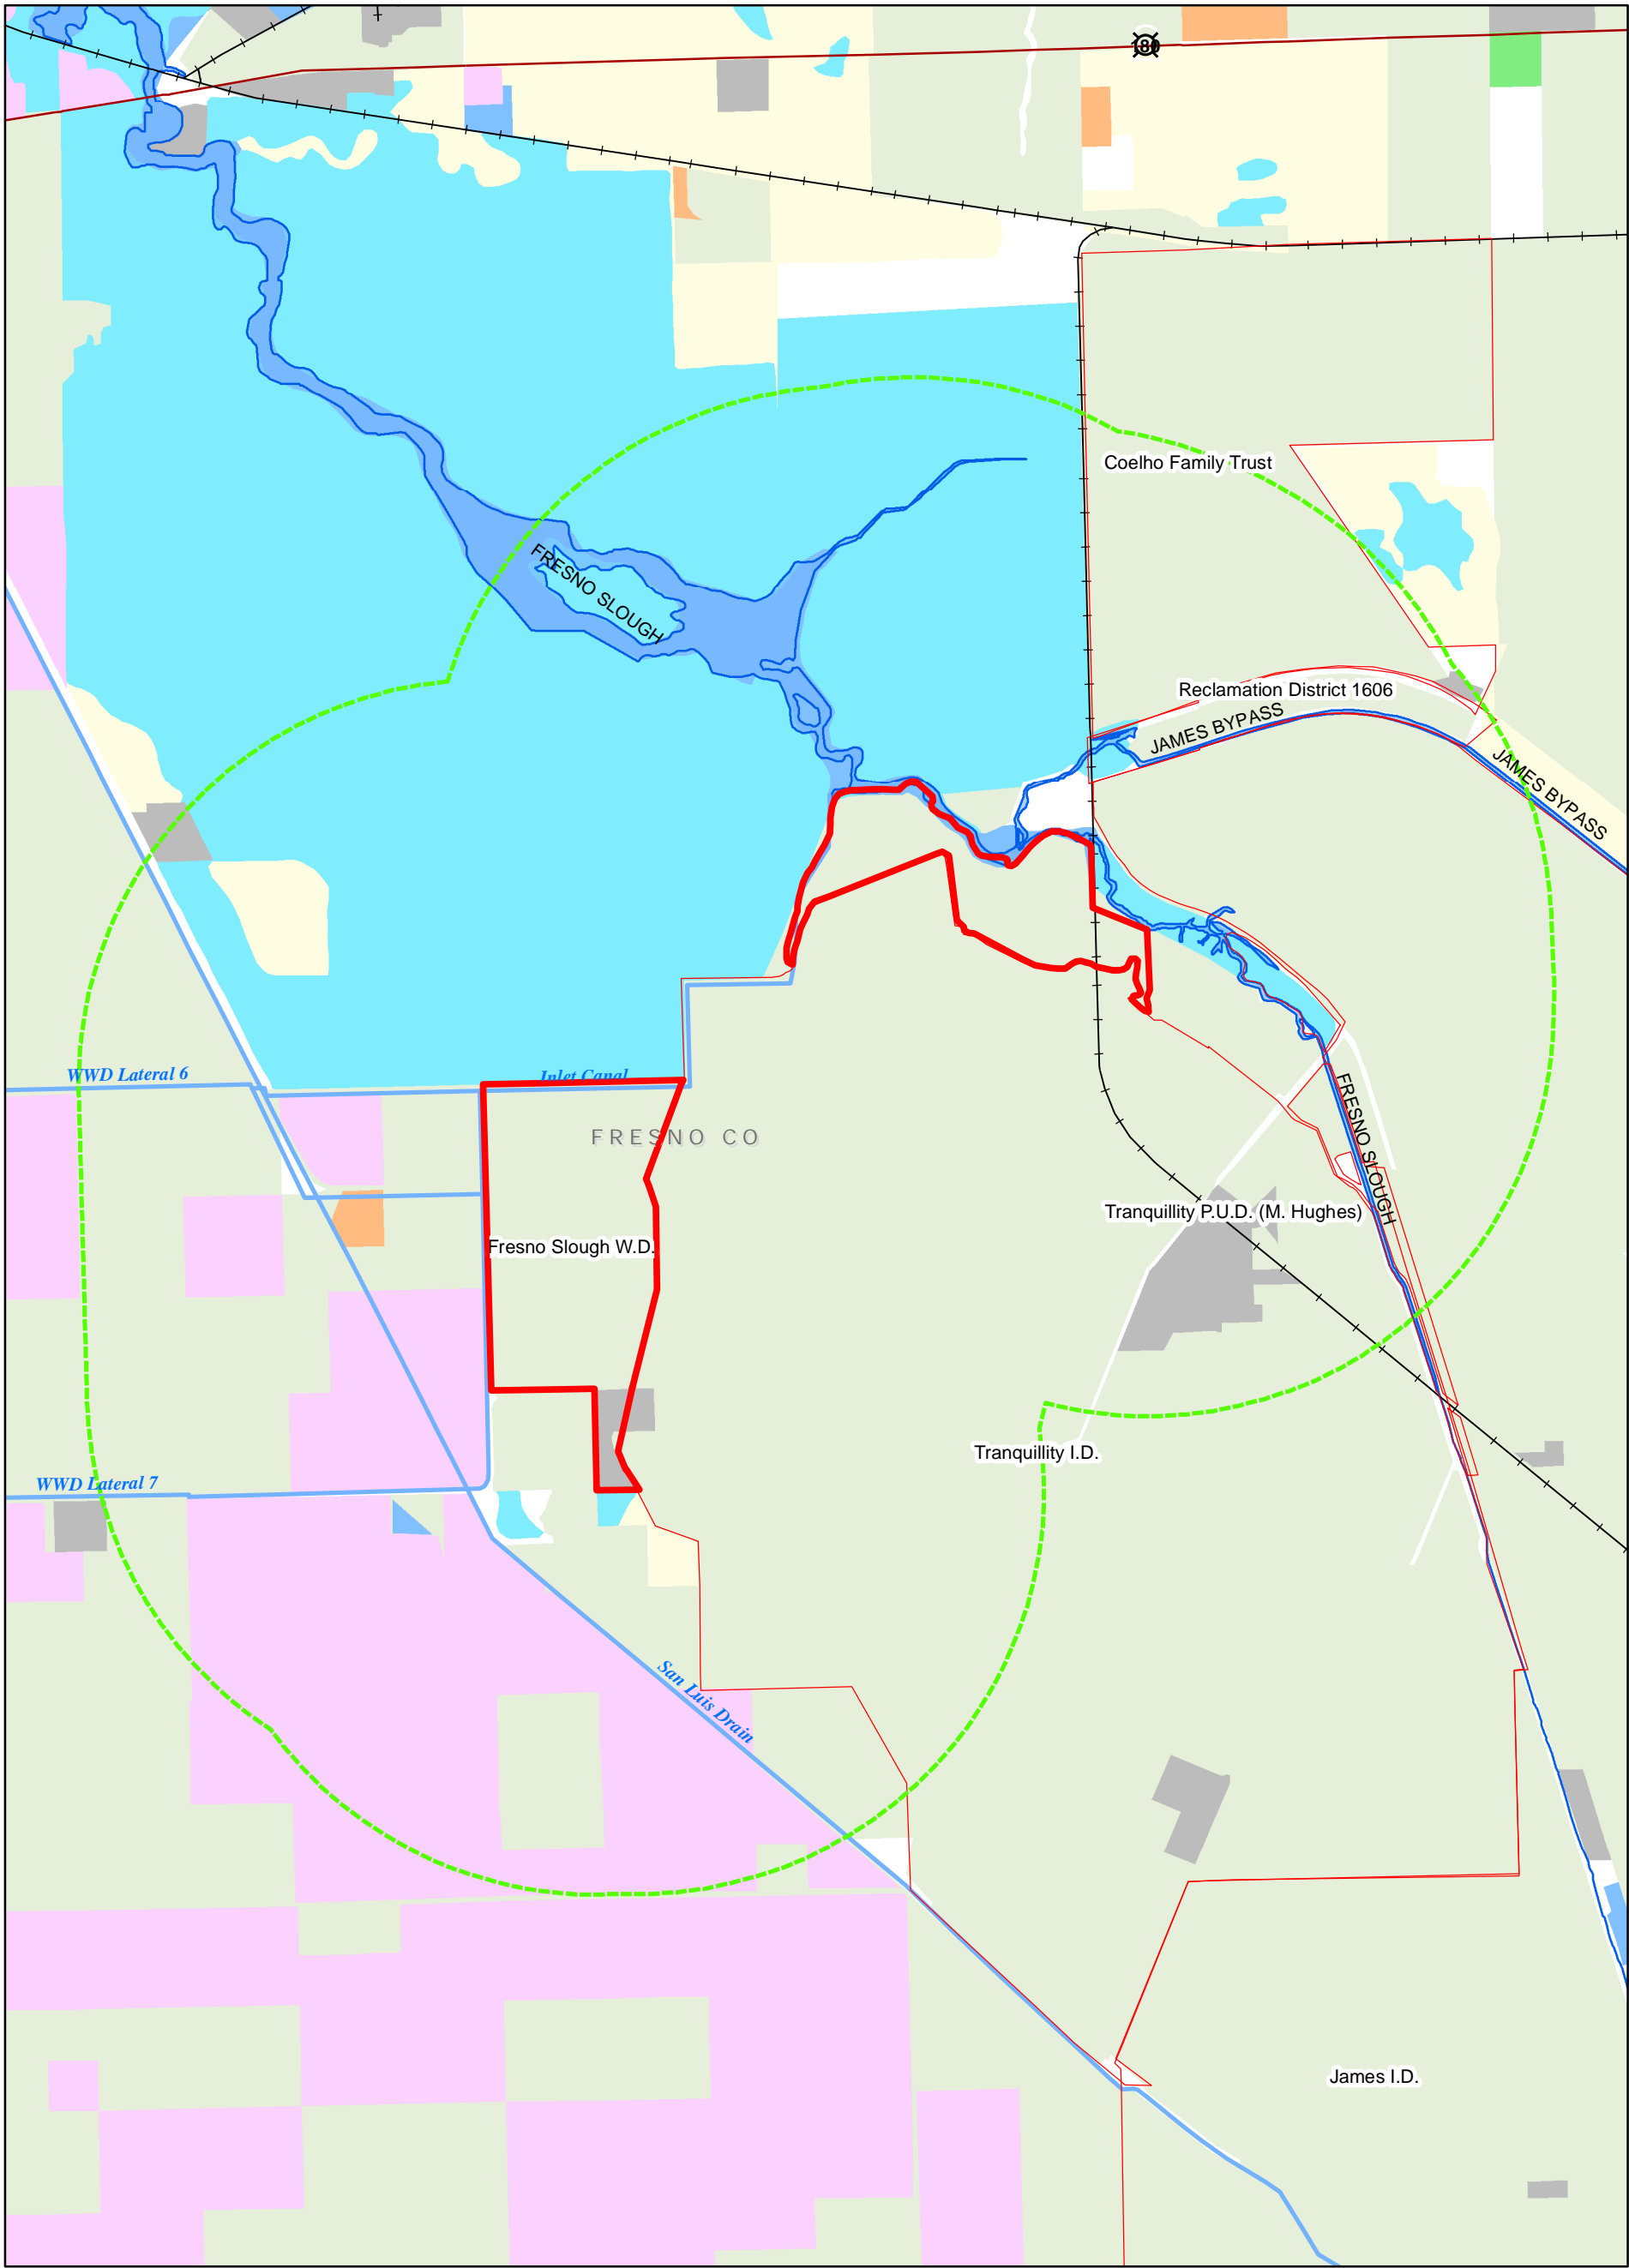 Coelho Family Trust
FRESNO SLOUGH
Reclamation District 1606
JAMES BYPASS
JAMES BYPASS
WWD Lateral 6
Inlet Canal
FRESNO CO
FRESNO SLOUGH
Tranquillity P.U.D. (M. Hughes)
Fresno Slough W.D.
Tranquillity I.D.
WWD Lateral 7
San Luis Drain
James I.D.